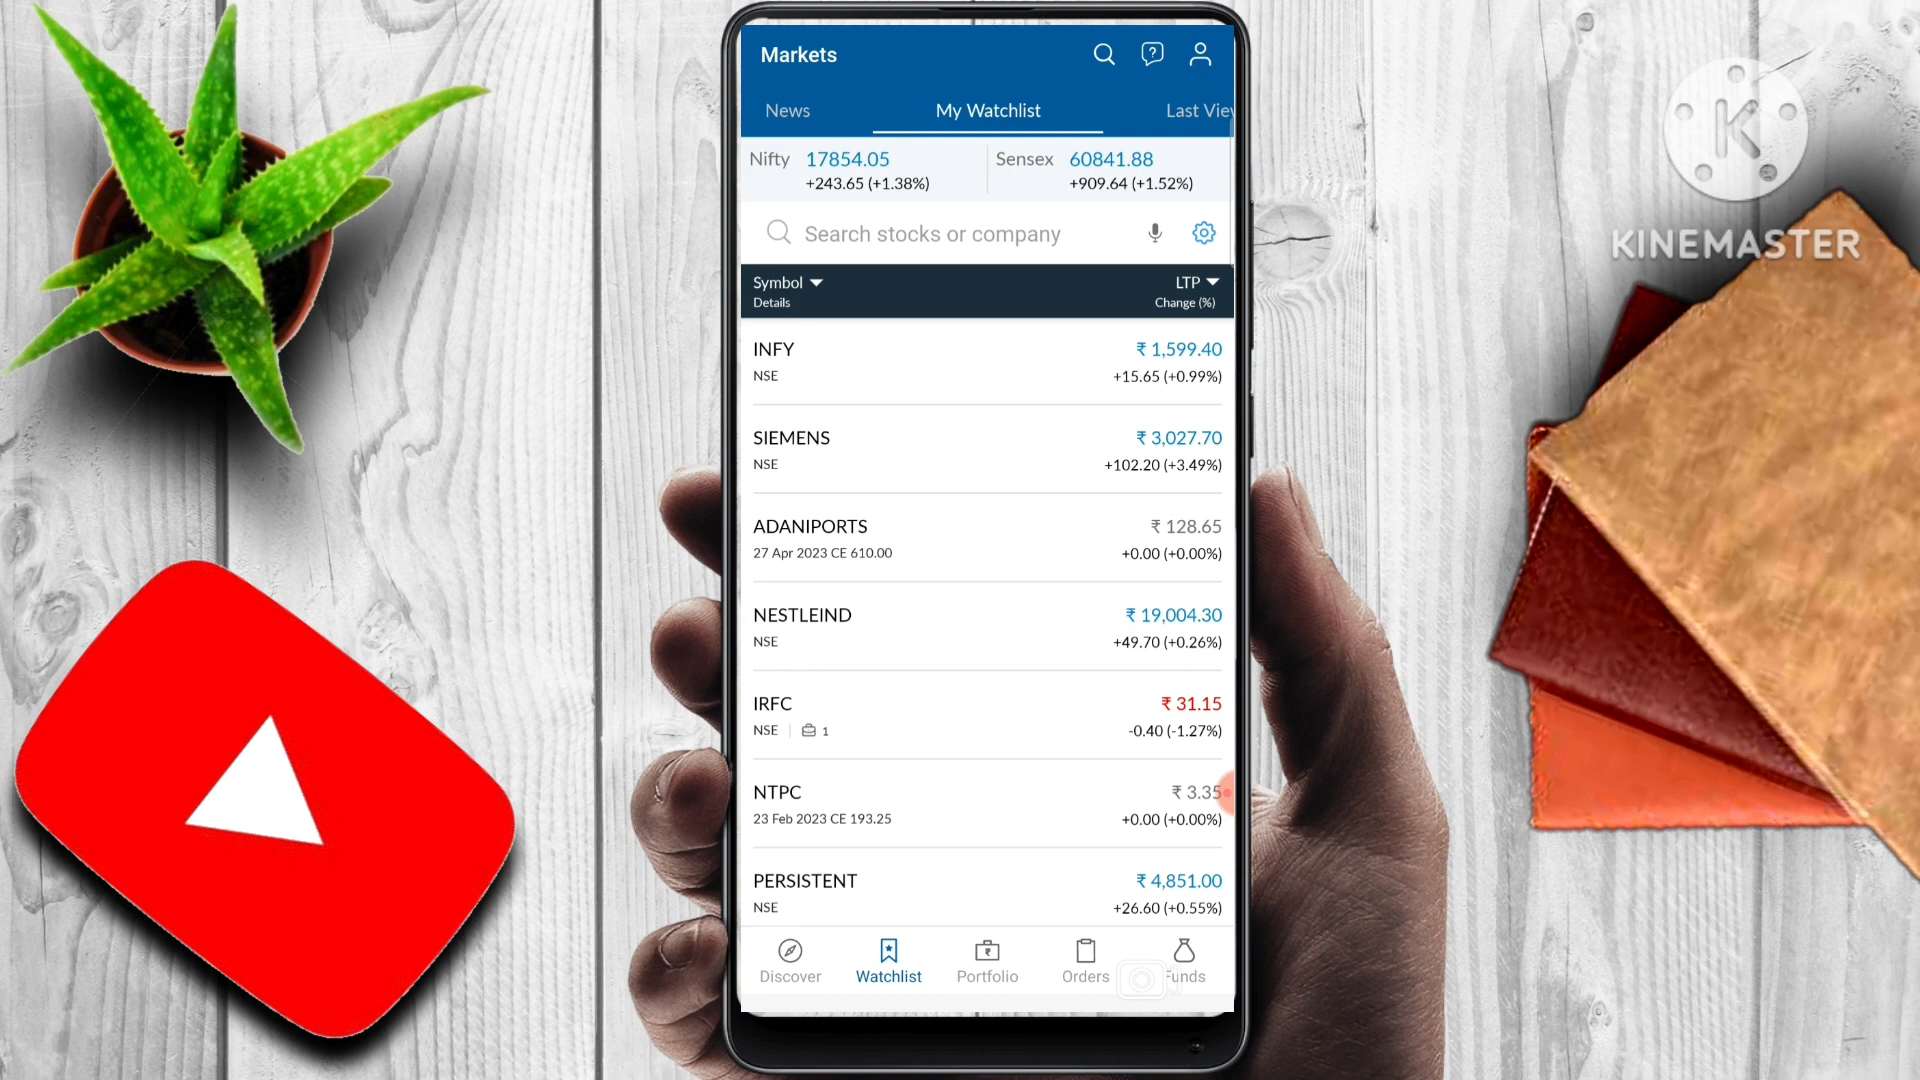 Markets
News
My Watchlist
Last Vie
Nifty 17854.05
+243.65 (+1.38%)
Sensex 60841.88
+909.64 (+1.52%)
Search stocks or company
Symbol
Details
LTP
Change (%)
INFY
₹ 1,599.40
NSE
+15.65 (+0.99%)
SIEMENS
₹ 3,027.70
NSE
+102.20 (+3.49%)
ADANIPORTS
₹ 128.65
27 Apr 2023 CE 610.00
+0.00 (+0.00%)
NESTLEIND
₹ 19,004.30
NSE
+49.70 (+0.26%)
IRFC
₹ 31.15
NSE 1
-0.40 (-1.27%)
NTPC
₹ 3.35
23 Feb 2023 CE 193.25
+0.00 (+0.00%)
PERSISTENT
₹ 4,851.00
NSE
+26.60 (+0.55%)
Discover
Watchlist
Portfolio
Orders
Funds
K
KINEMASTER